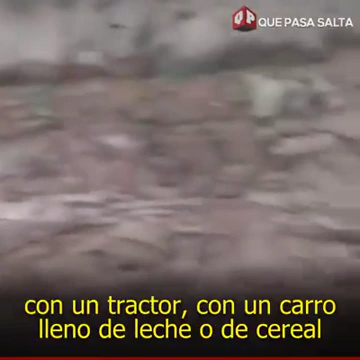 QUE PASA SALTA
con un tractor, con un carro
lleno de leche o de cereal